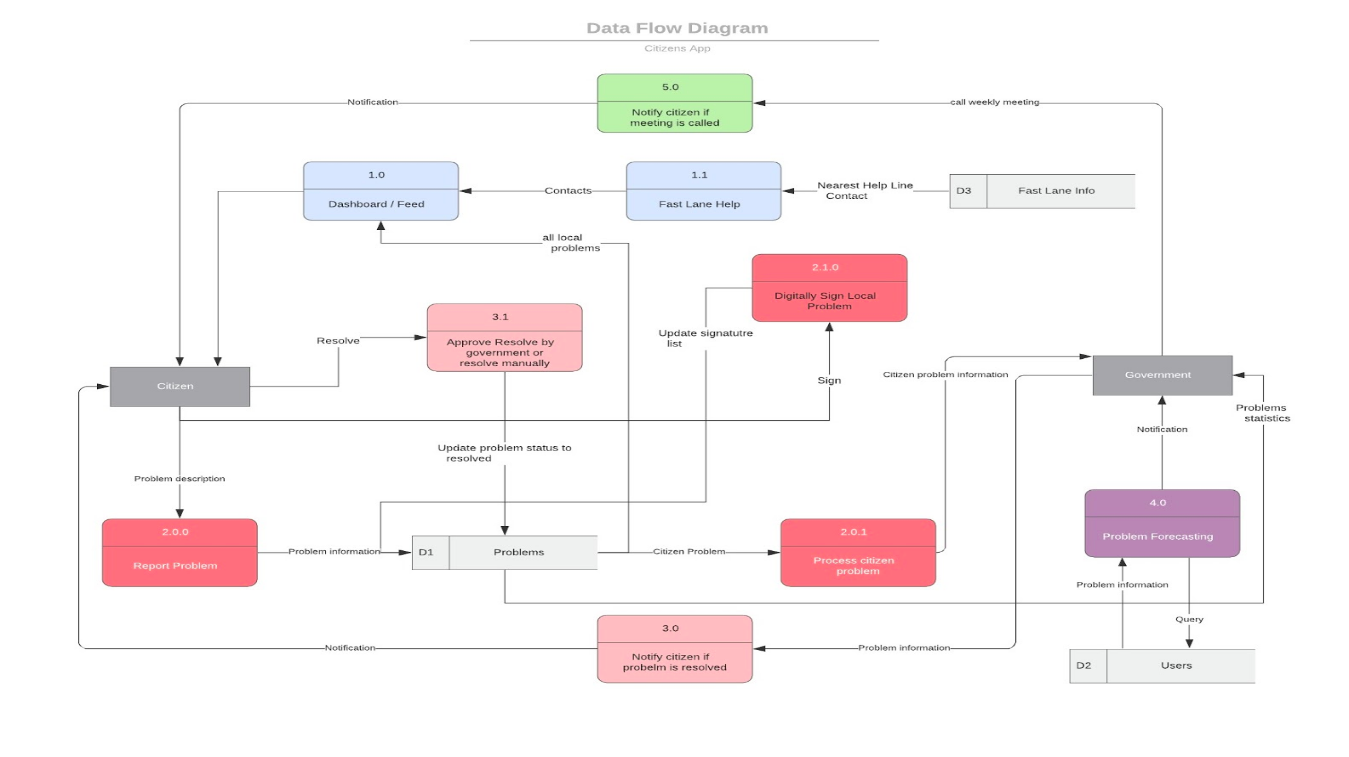 Data Flow Diagram
Citizens App
5.0
Notify citizen if
meeting is called
Notification
call weekly meeting
1.0
Dashboard / Feed
Contacts
1.1
Fast Lane Help
Nearest Help Line
Contact
D3
Fast Lane Info
all local
problems
2.1.0
Digitally Sign Local
Problem
3.1
Approve Resolve by
government or
resolve manually
Resolve
Update signatutre
list
Citizen
Sign
Citizen problem information
Government
Problems
statistics
Notification
Update problem status to
resolved
Problem description
4.0
Problem Forecasting
2.0.0
Report Problem
Problem information
D1
Problems
Citizen Problem
2.0.1
Process citizen
problem
Problem information
Query
3.0
Notify citizen if
probelm is resolved
Notification
Problem information
D2
Users